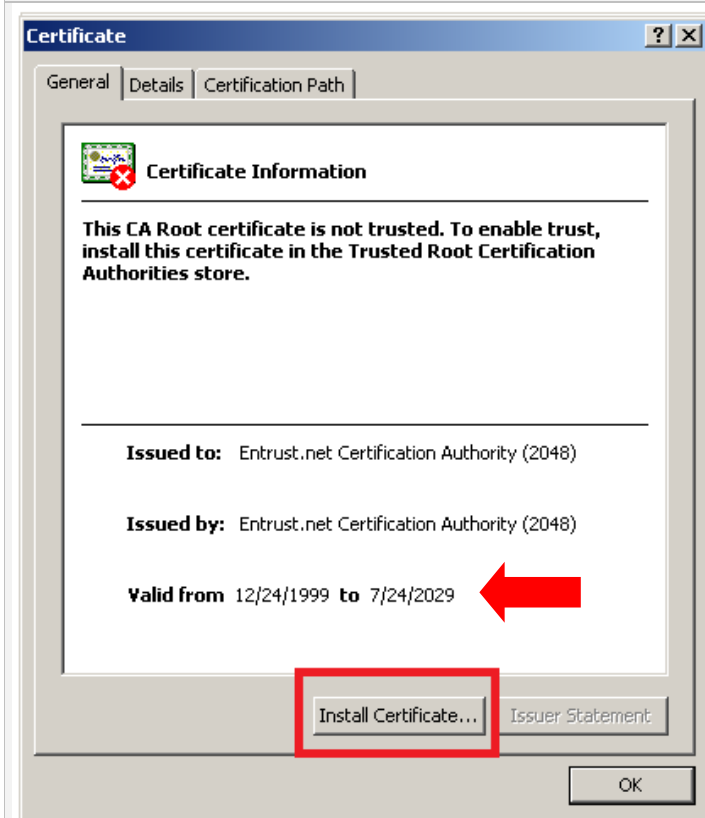 Certificate
General Details Certification Path
Certificate Information
This CA Root certificate is not trusted. To enable trust,
install this certificate in the Trusted Root Certification
Authorities store.
Issued to: Entrust.net Certification Authority (2048)
Issued by: Entrust.net Certification Authority (2048)
Valid from 12/24/1999 to 7/24/2029
Install Certificate... Issuer Statement
OK